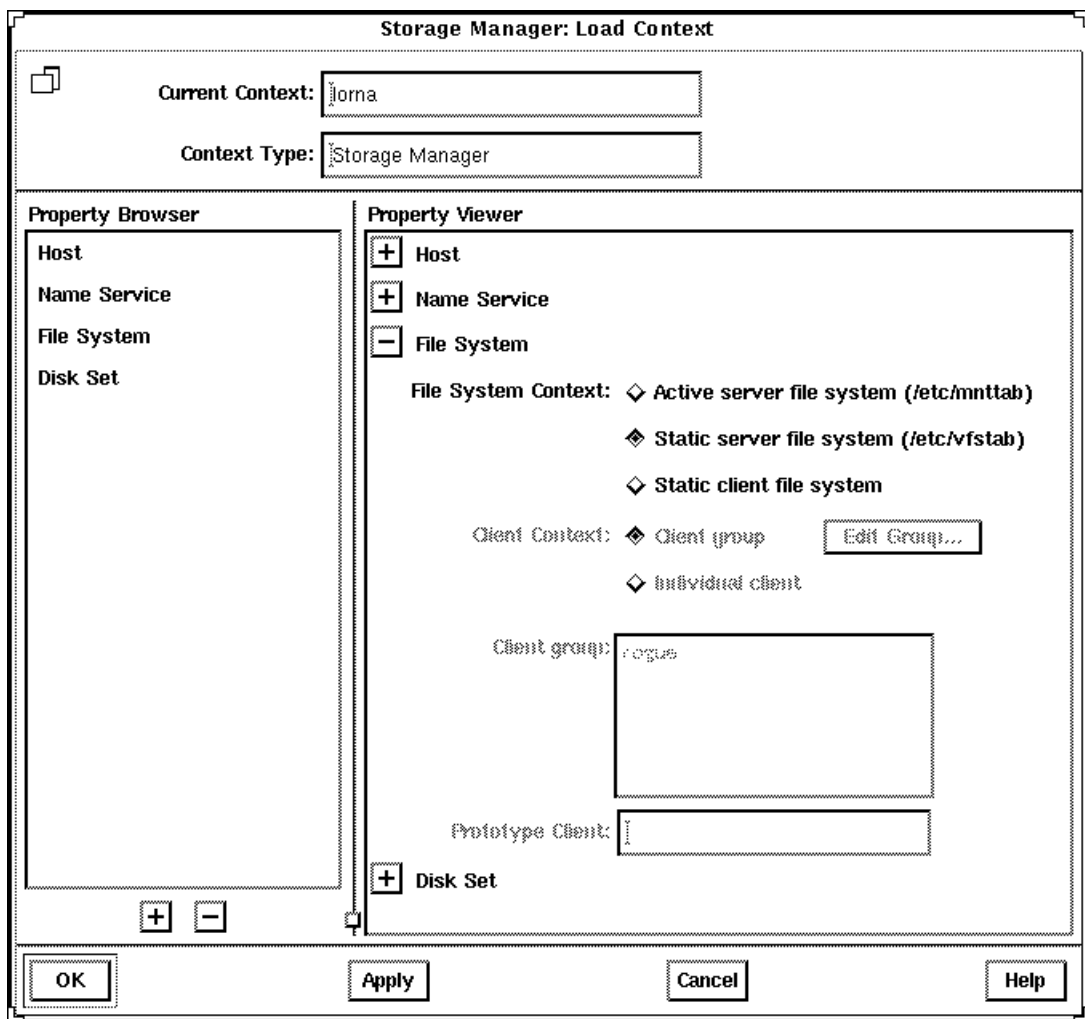 Storage Manager: Load Context
Current Context: lorna
Context Type: Storage Manager
Property Browser
Host
Name Service
File System
Disk Set
+ −
Property Viewer
+ Host
+ Name Service
− File System
File System Context: Active server file system (/etc/mnttab)
Static server file system (/etc/vfstab)
Static client file system
Client Context: Client group Edit Group...
Individual client
Client group: rogue
Prototype Client:
+ Disk Set
OK Apply Cancel Help